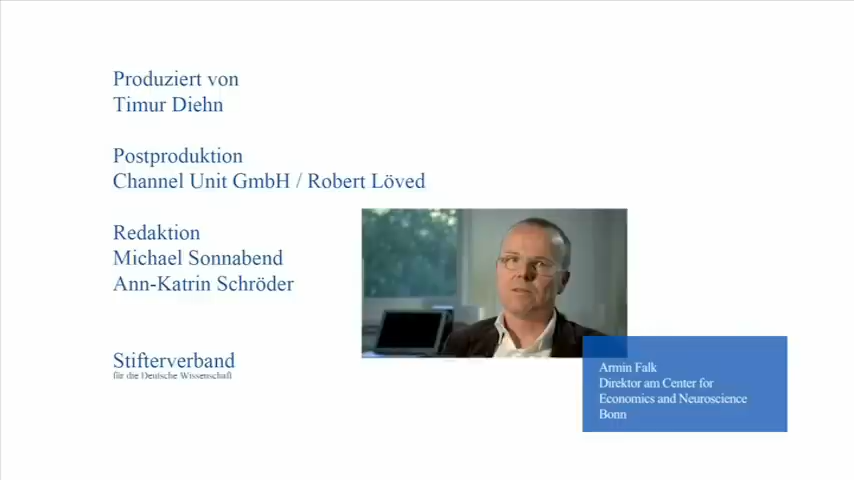 Produziert von
Timur Diehn
Postproduktion
Channel Unit GmbH / Robert Löved
Redaktion
Michael Sonnabend
Ann-Katrin Schröder
Stifterverband
für die Deutsche Wissenschaft
Armin Falk
Direktor am Center for
Economics and Neuroscience
Bonn